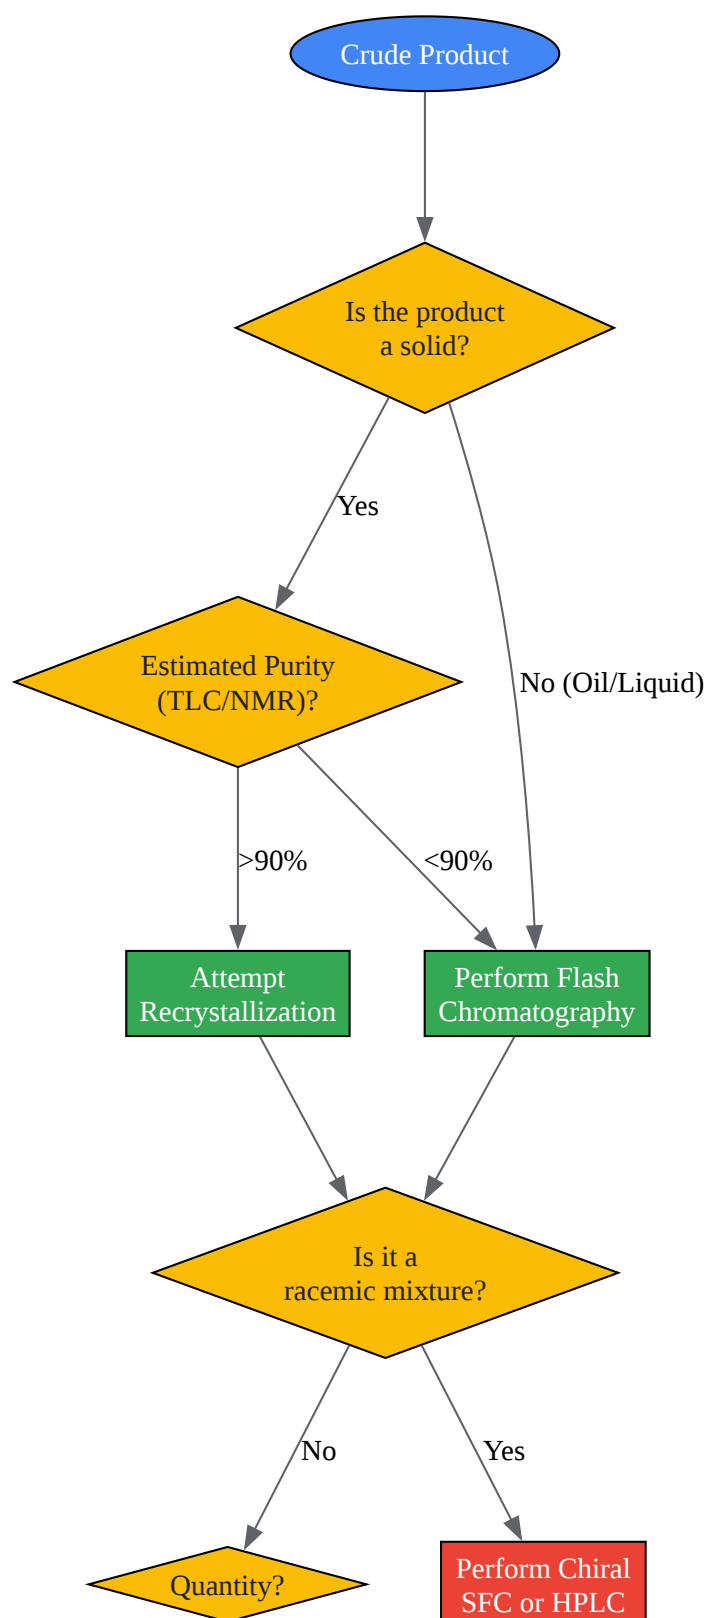 Crude Product
Is the product
a solid?
Yes
Estimated Purity
(TLC/NMR)?
No (Oil/Liquid)
>90%
<90%
Attempt
Recrystallization
Perform Flash
Chromatography
Is it a
racemic mixture?
No
Yes
Quantity?
Perform Chiral
SFC or HPLC